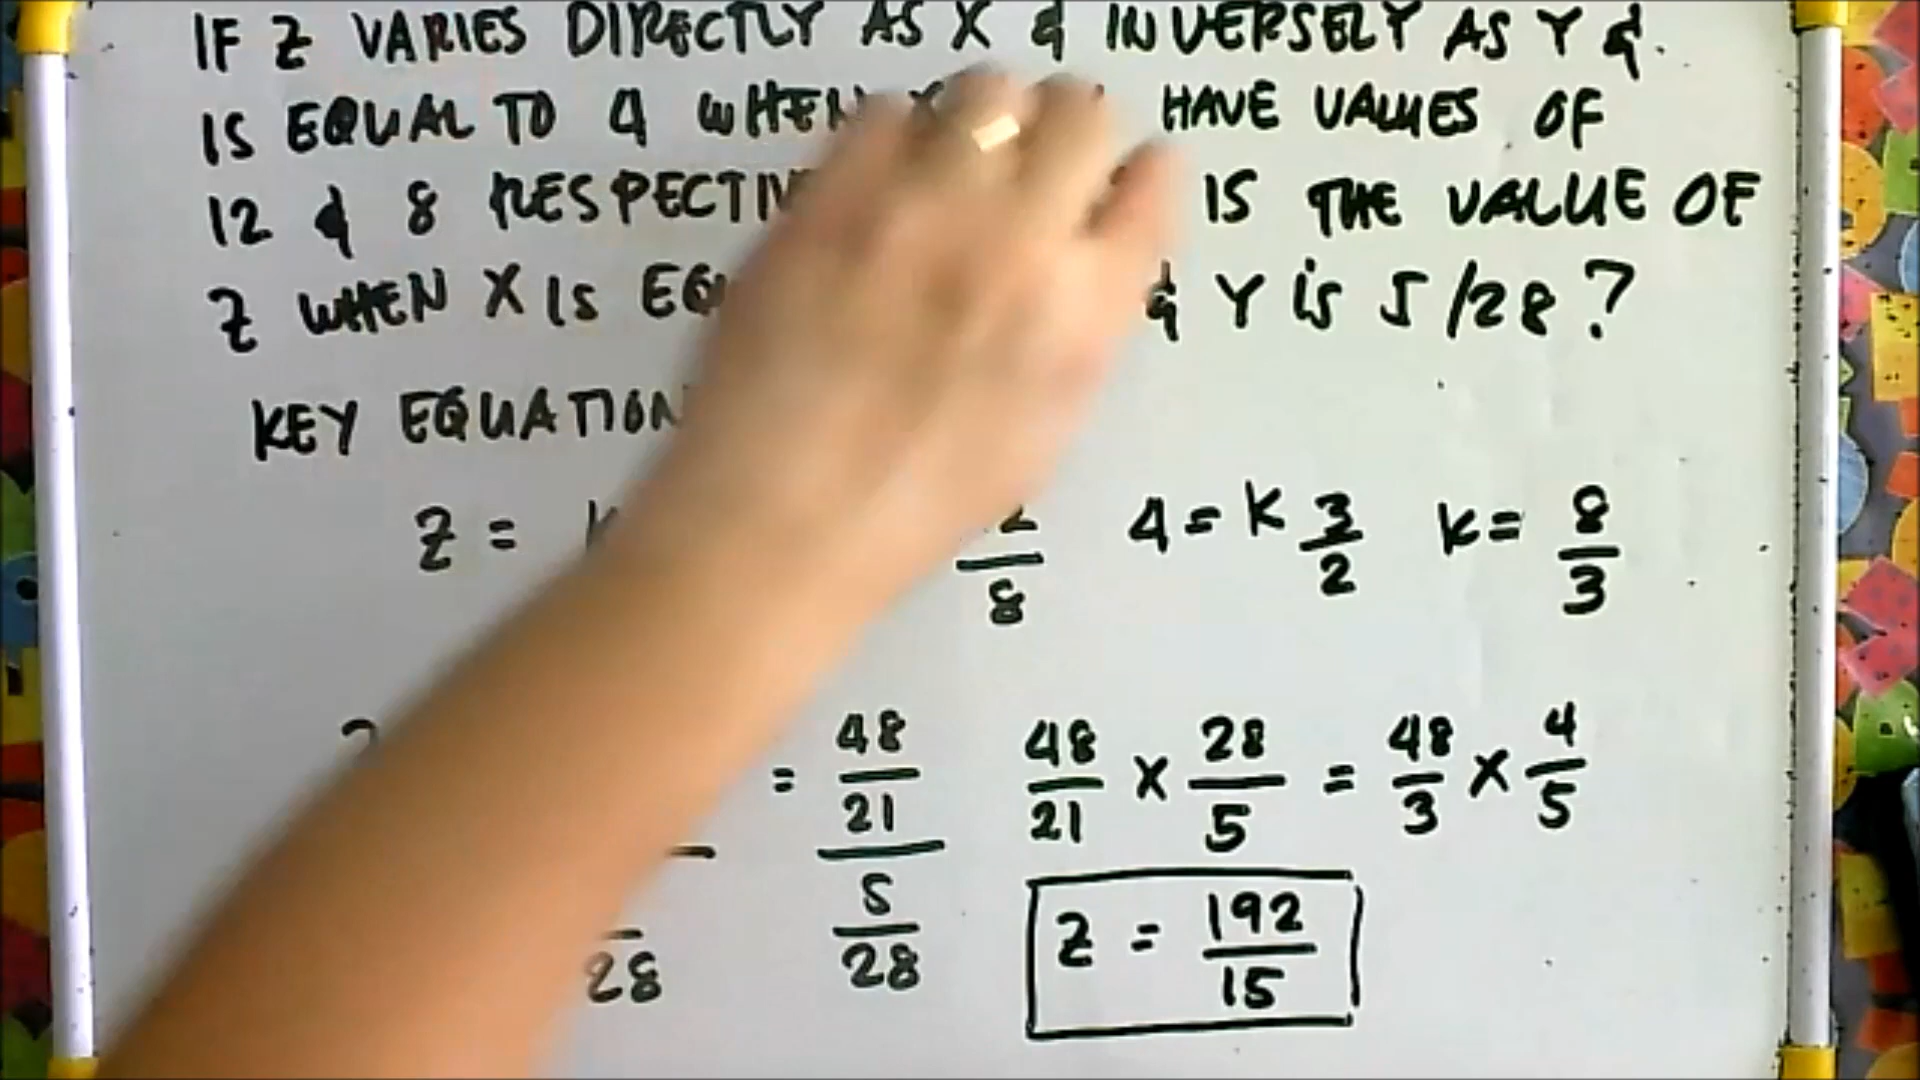 IF Z VARIES DIRECTLY AS X & INVERSELY AS Y &
IS EQUAL TO 4 WHEN X HAVE VALUES OF
12 & 8 IS THE VALUE OF
Z WHEN X IS & Y is 5/28 ?
KEY EQUATION
Z = 8 4 = K 3/2 K = 8/3
28 = 48/21 / 5/28 48/21 X 28/5 = 48/3 X 4/5
Z = 192/15